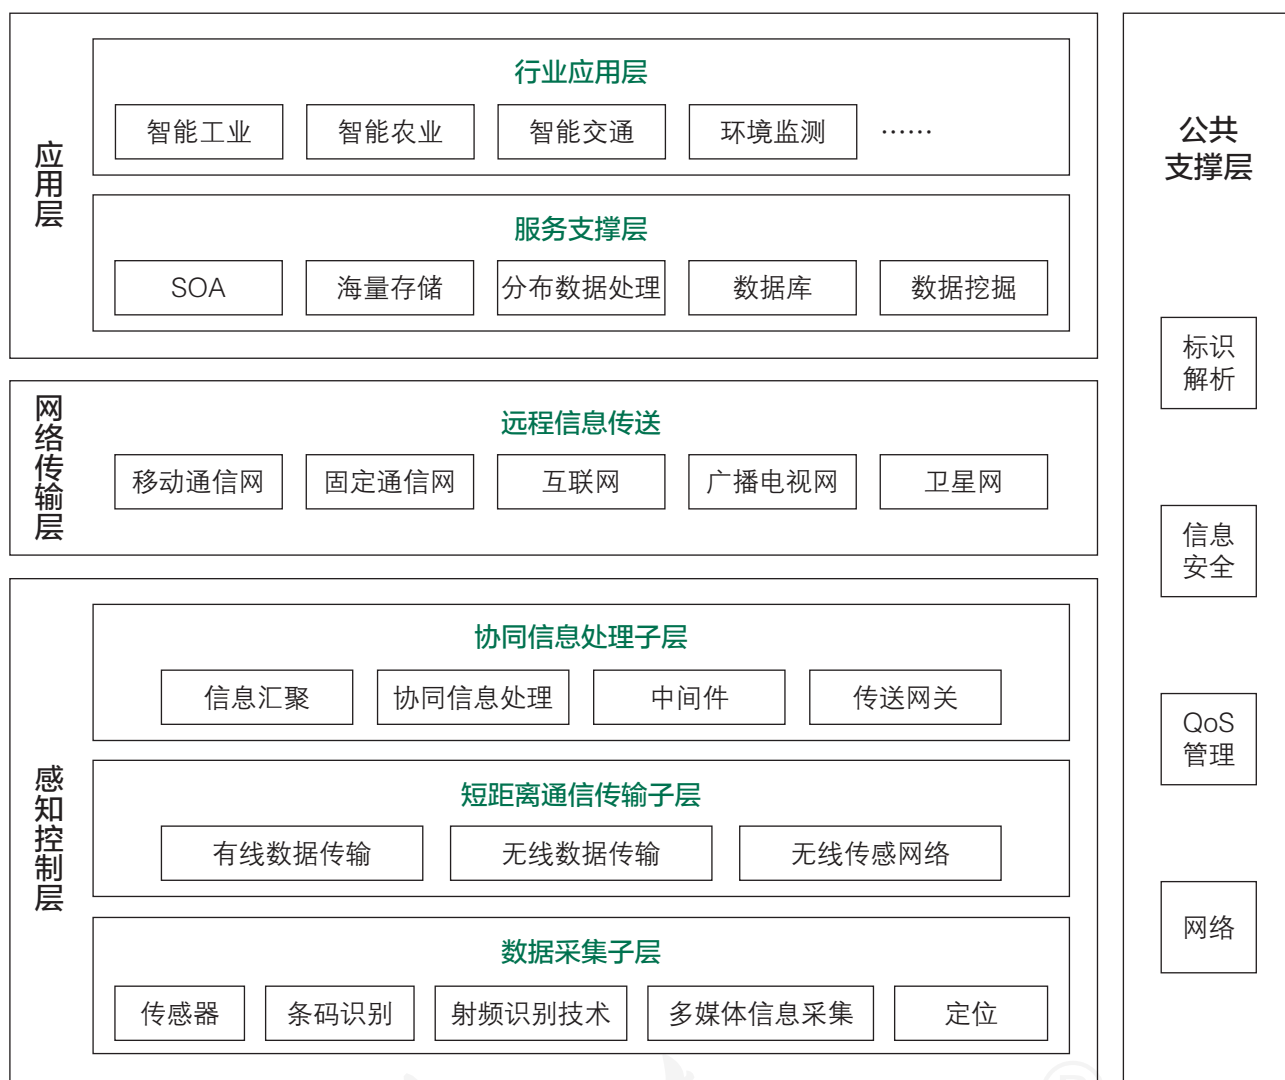 应用层
行业应用层
智能工业
智能农业
智能交通
环境监测
……
服务支撑层
SOA
海量存储
分布数据处理
数据库
数据挖掘
网络传输层
远程信息传送
移动通信网
固定通信网
互联网
广播电视网
卫星网
感知控制层
协同信息处理子层
信息汇聚
协同信息处理
中间件
传送网关
短距离通信传输子层
有线数据传输
无线数据传输
无线传感网络
数据采集子层
传感器
条码识别
射频识别技术
多媒体信息采集
定位
公共
支撑层
标识
解析
信息
安全
QoS
管理
网络